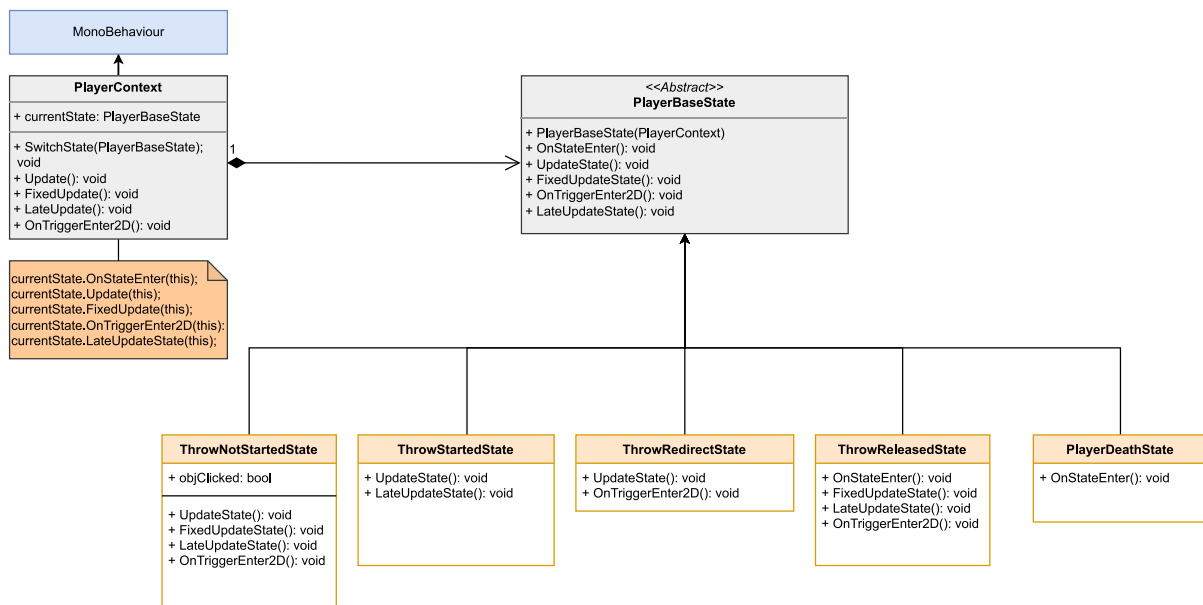 MonoBehaviour
PlayerContext
+ currentState: PlayerBaseState
+ SwitchState(PlayerBaseState);
void
+ Update(): void
+ FixedUpdate(): void
+ LateUpdate(): void
+ OnTriggerEnter2D(): void
1
<<Abstract>>
PlayerBaseState
+ PlayerBaseState(PlayerContext)
+ OnStateEnter(): void
+ UpdateState(): void
+ FixedUpdateState(): void
+ OnTriggerEnter2D(): void
+ LateUpdateState(): void
currentState.OnStateEnter(this);
currentState.Update(this);
currentState.FixedUpdate(this);
currentState.OnTriggerEnter2D(this):
currentState.LateUpdateState(this);
ThrowNotStartedState
+ objClicked: bool
+ UpdateState(): void
+ FixedUpdateState(): void
+ LateUpdateState(): void
+ OnTriggerEnter2D(): void
ThrowStartedState
+ UpdateState(): void
+ LateUpdateState(): void
ThrowRedirectState
+ UpdateState(): void
+ OnTriggerEnter2D(): void
ThrowReleasedState
+ OnStateEnter(): void
+ FixedUpdateState(): void
+ LateUpdateState(): void
+ OnTriggerEnter2D(): void
PlayerDeathState
+ OnStateEnter(): void